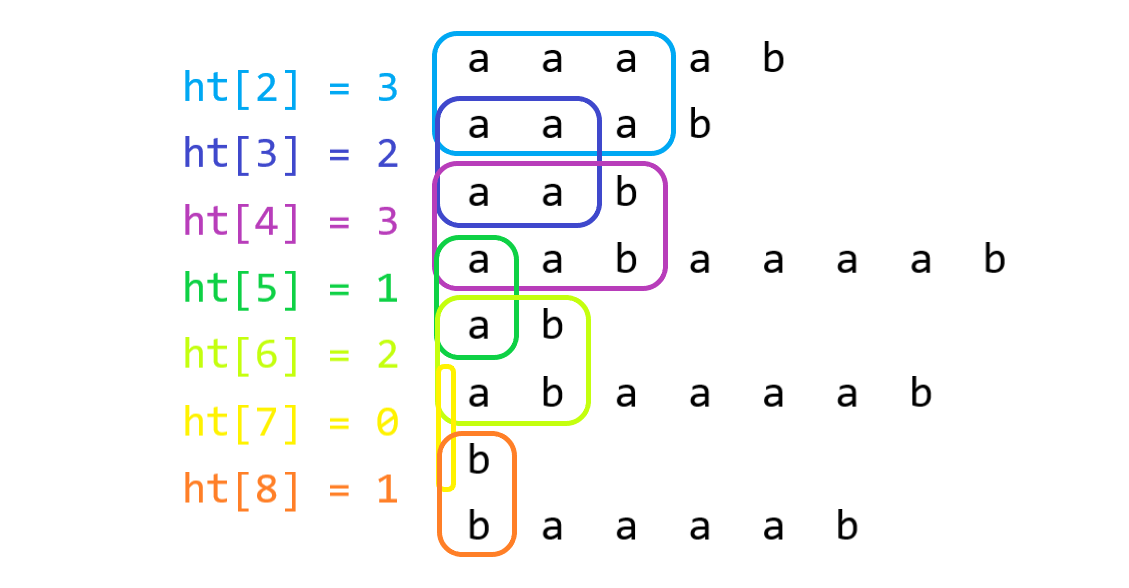 a a a a b
ht[2] = 3
a a a b
ht[3] = 2
a a b
ht[4] = 3
a a b a a a a b
ht[5] = 1
a b
ht[6] = 2
a b a a a a b
ht[7] = 0
b
ht[8] = 1
b a a a a b